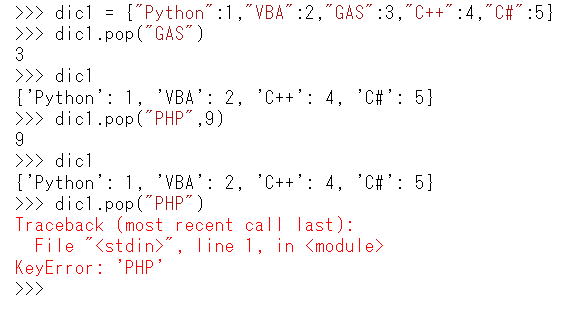 >>> dic1 = {"Python":1,"VBA":2,"GAS":3,"C++":4,"C#":5}
>>> dic1.pop("GAS")
3
>>> dic1
{'Python': 1, 'VBA': 2, 'C++': 4, 'C#': 5}
>>> dic1.pop("PHP",9)
9
>>> dic1
{'Python': 1, 'VBA': 2, 'C++': 4, 'C#': 5}
>>> dic1.pop("PHP")
Traceback (most recent call last):
  File "<stdin>", line 1, in <module>
KeyError: 'PHP'
>>>